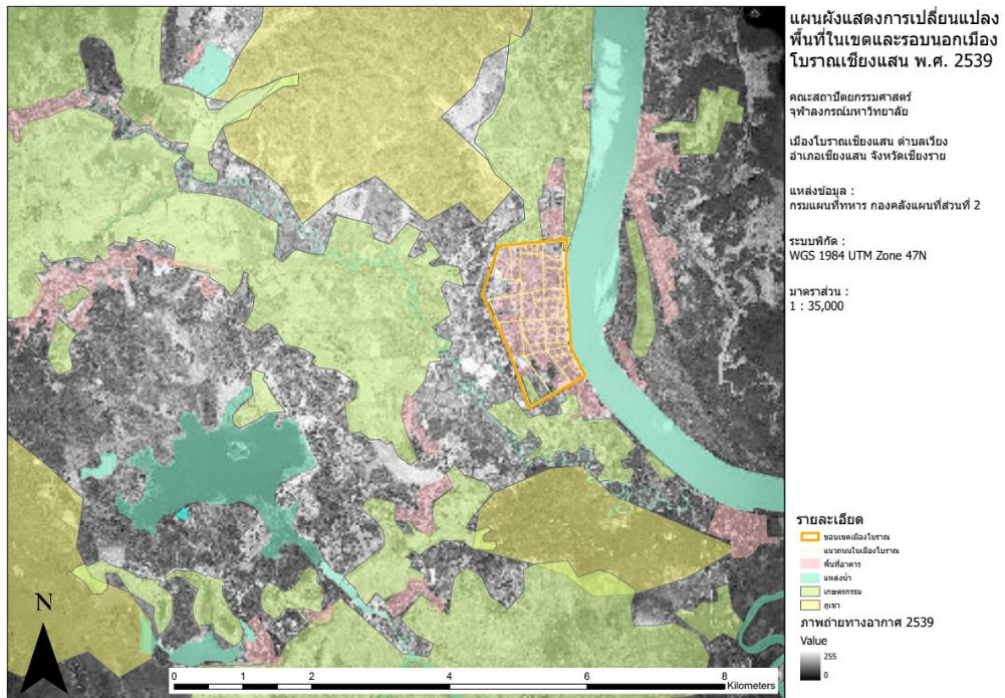 แผนผังแสดงการเปลี่ยนแปลง
พื้นที่ในเขตและรอบนอกเมือง
โบราณเชียงแสน พ.ศ. 2539
คณะสถาปัตยกรรมศาสตร์
จุฬาลงกรณ์มหาวิทยาลัย
เมืองโบราณเชียงแสน ตำบลเวียง
อำเภอเชียงแสน จังหวัดเชียงราย
แหล่งข้อมูล :
กรมแผนที่ทหาร กองคลังแผนที่ส่วนที่ 2
ระบบพิกัด :
WGS 1984 UTM Zone 47N
มาตราส่วน :
1 : 35,000
รายละเอียด
ขอบเขตเมืองโบราณ
แนวถนนในเมืองโบราณ
พื้นที่อาคาร
แหล่งน้ำ
เกษตรกรรม
ภูเขา
ภาพถ่ายทางอากาศ 2539
Value
255
0
N
0 1 2 4 6 8
Kilometers